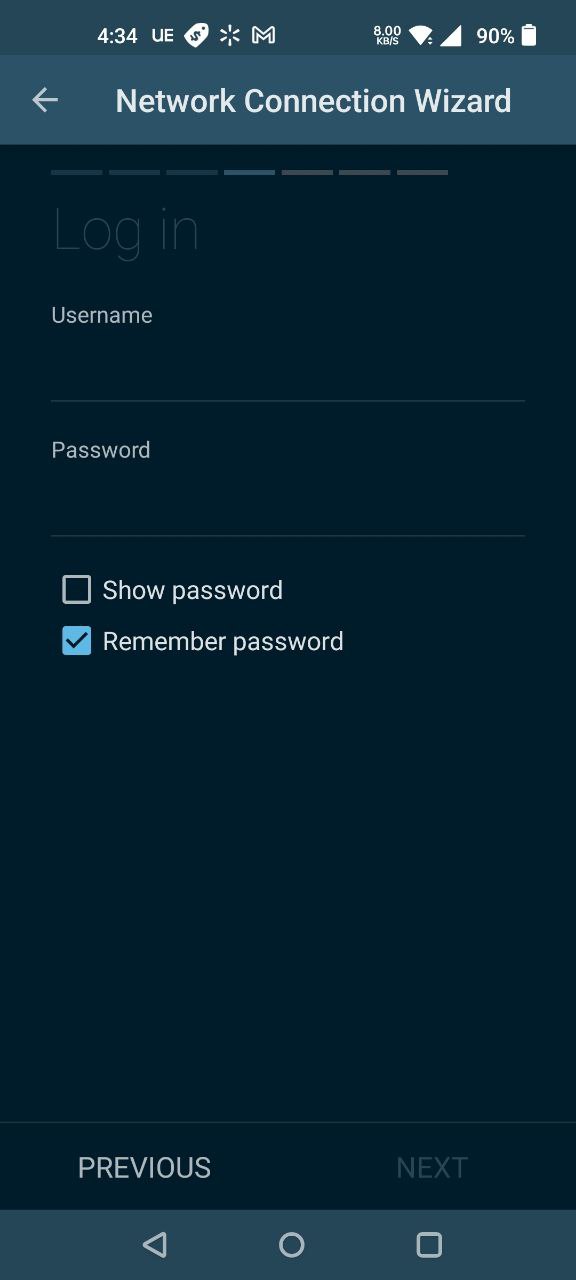 4:34 UE 8.00 KB/S 90%
Network Connection Wizard
Log in
Username
Password
Show password
Remember password
PREVIOUS NEXT